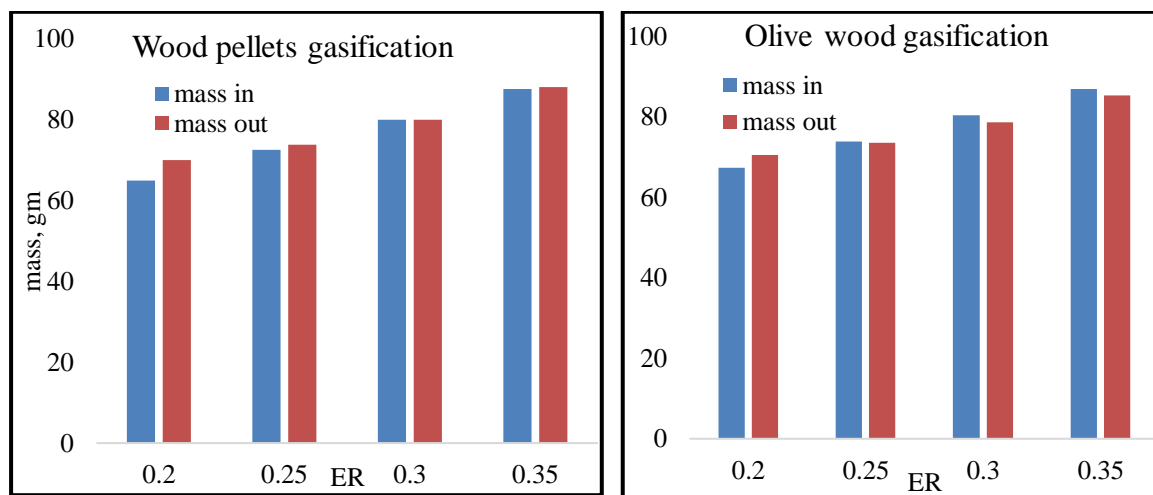 Wood pellets gasification
mass in
mass out
mass, gm
100
80
60
40
20
0
0.2 0.25 ER 0.3 0.35
Olive wood gasification
mass in
mass out
100
80
60
40
20
0
0.2 0.25 ER 0.3 0.35